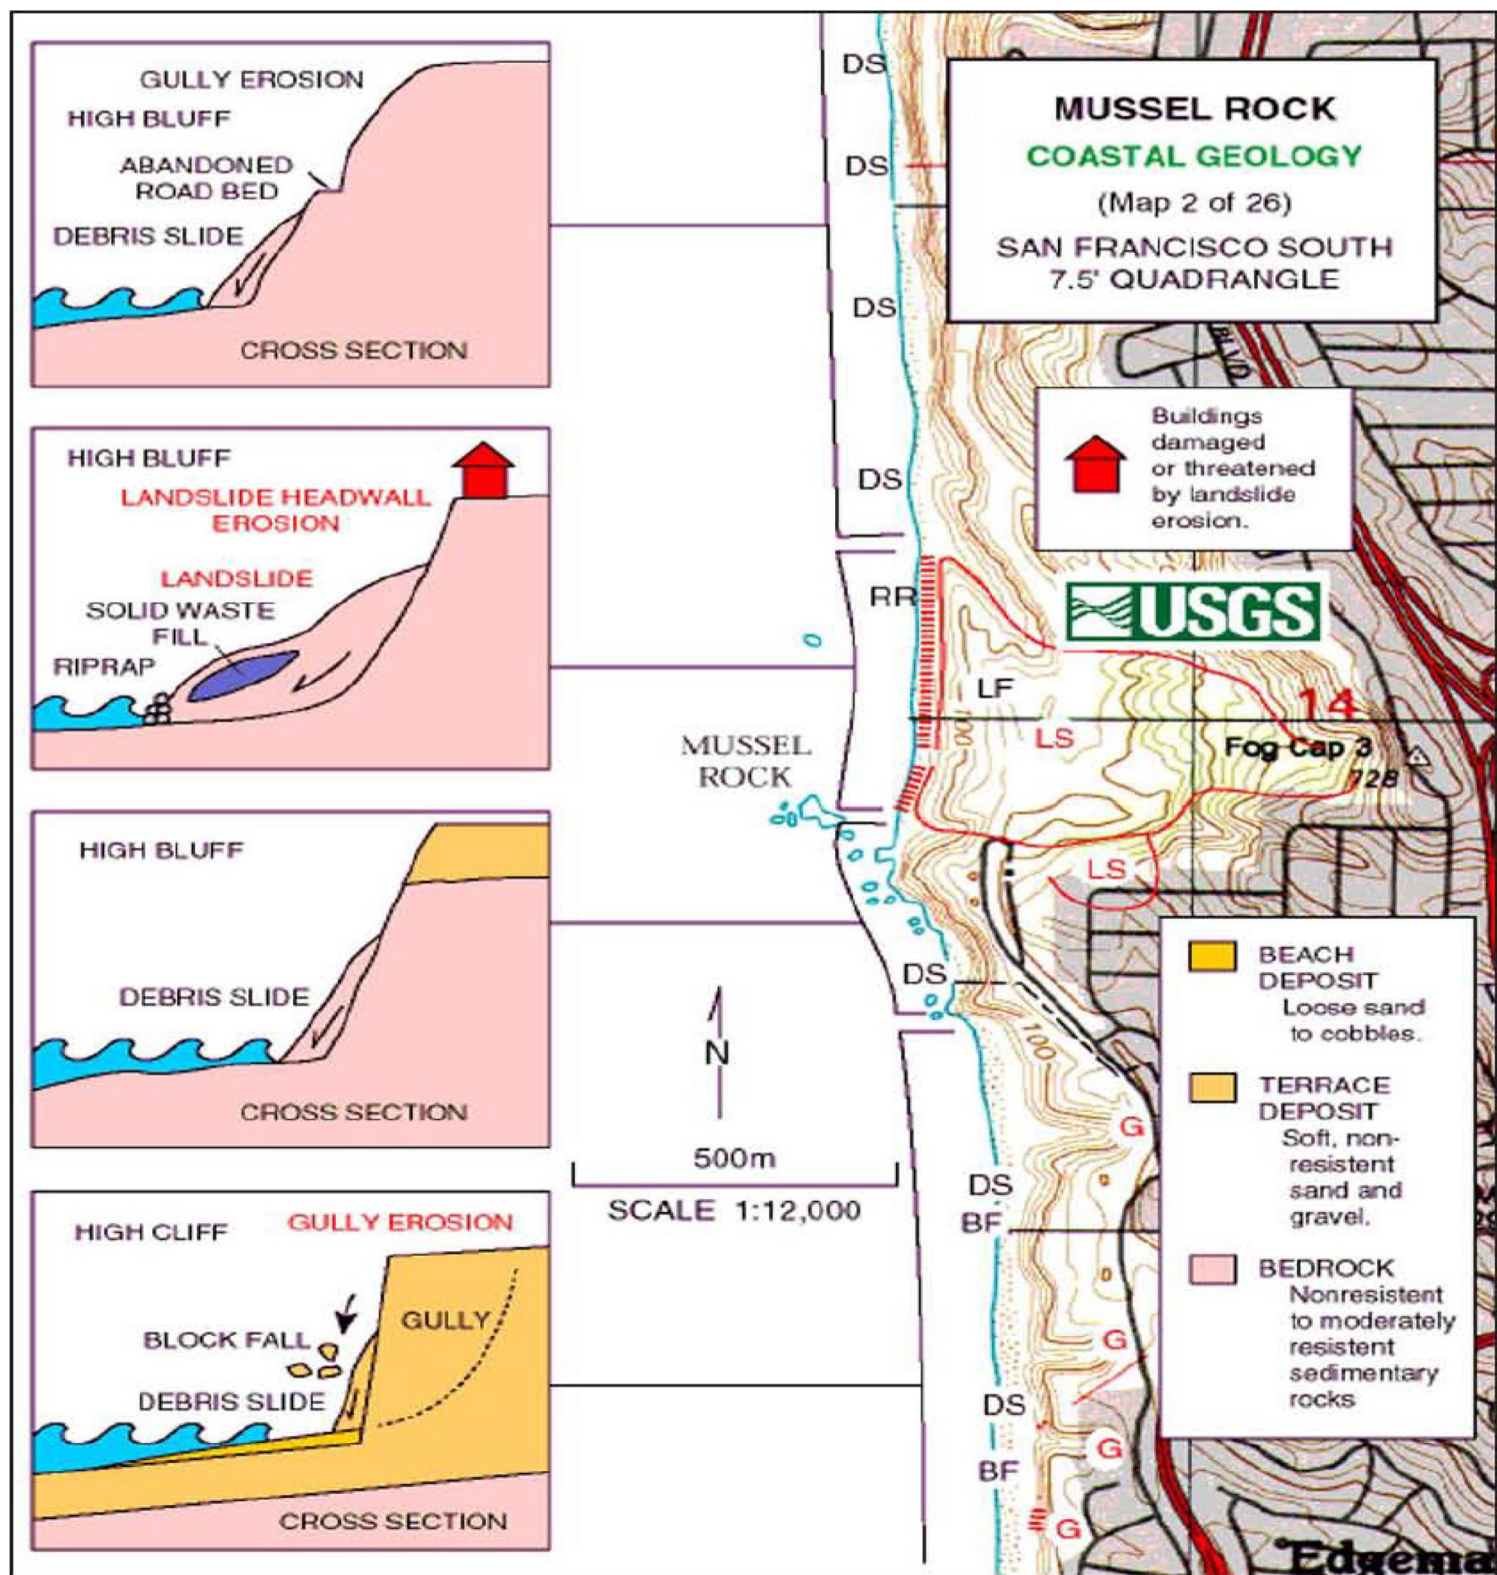 GULLY EROSION
HIGH BLUFF
ABANDONED
ROAD BED
DEBRIS SLIDE
CROSS SECTION
HIGH BLUFF
LANDSLIDE HEADWALL
EROSION
LANDSLIDE
SOLID WASTE
FILL
RIPRAP
HIGH BLUFF
DEBRIS SLIDE
CROSS SECTION
HIGH CLIFF
GULLY EROSION
GULLY
BLOCK FALL
DEBRIS SLIDE
CROSS SECTION
MUSSEL
ROCK
N
500m
SCALE 1:12,000
DS
DS
DS
DS
RR
LF
LS
100
14
Fog Cap 3
728
LS
DS
100
G
DS
BF
G
DS
G
BF
G
Edgema
BLVD
MUSSEL ROCK
COASTAL GEOLOGY
(Map 2 of 26)
SAN FRANCISCO SOUTH
7.5' QUADRANGLE
Buildings
damaged
or threatened
by landslide
erosion.
USGS
BEACH
DEPOSIT
Loose sand
to cobbles.
TERRACE
DEPOSIT
Soft, non-
resistent
sand and
gravel.
BEDROCK
Nonresistent
to moderately
resistent
sedimentary
rocks